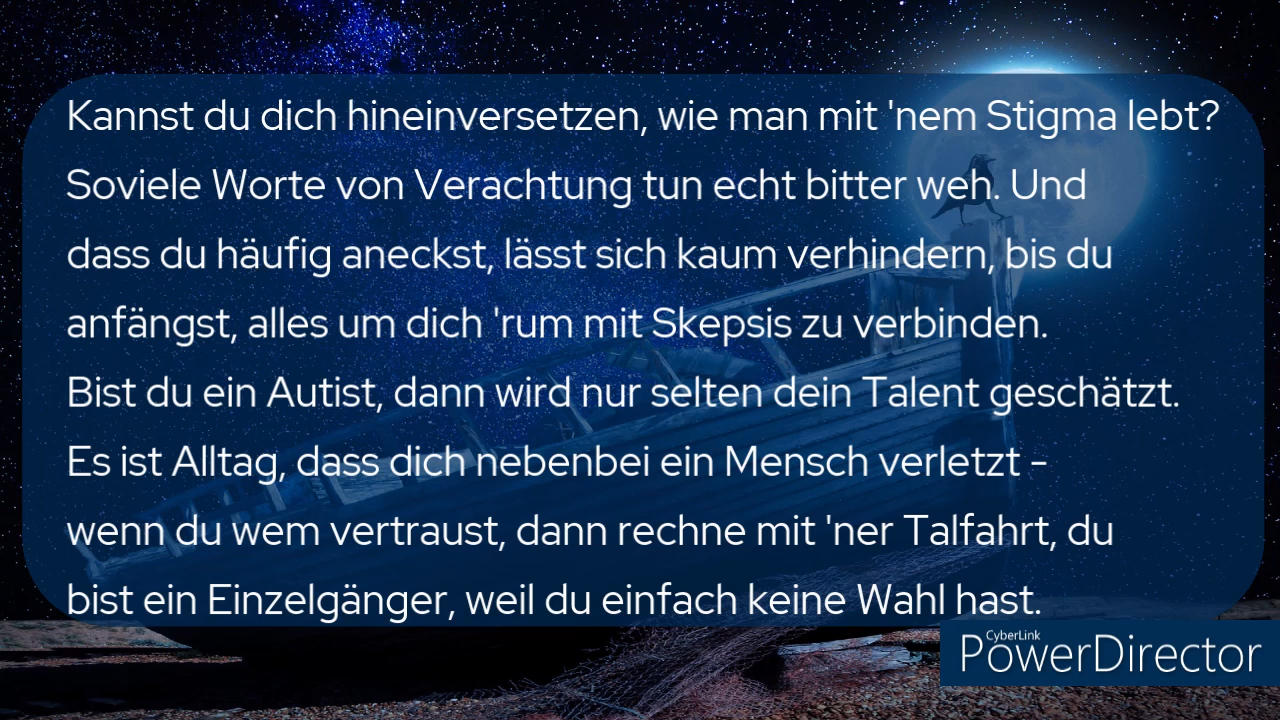 Kannst du dich hineinversetzen, wie man mit 'nem Stigma lebt?
Soviele Worte von Verachtung tun echt bitter weh. Und
dass du häufig aneckst, lässt sich kaum verhindern, bis du
anfängst, alles um dich 'rum mit Skepsis zu verbinden.
Bist du ein Autist, dann wird nur selten dein Talent geschätzt.
Es ist Alltag, dass dich nebenbei ein Mensch verletzt -
wenn du wem vertraust, dann rechne mit 'ner Talfahrt, du
bist ein Einzelgänger, weil du einfach keine Wahl hast.
CyberLink
PowerDirector